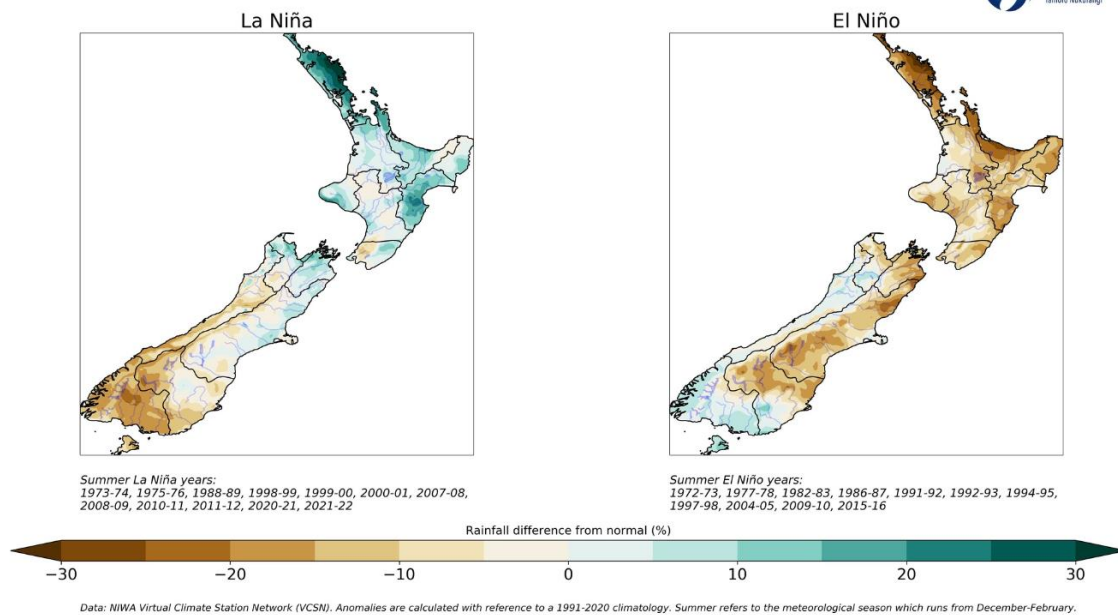 La Niña
El Niño
Summer La Niña years:
1973-74, 1975-76, 1988-89, 1998-99, 1999-00, 2000-01, 2007-08,
2008-09, 2010-11, 2011-12, 2020-21, 2021-22
Summer El Niño years:
1972-73, 1977-78, 1982-83, 1986-87, 1991-92, 1992-93, 1994-95,
1997-98, 2004-05, 2009-10, 2015-16
Rainfall difference from normal (%)
−30 −20 −10 0 10 20 30
Data: NIWA Virtual Climate Station Network (VCSN). Anomalies are calculated with reference to a 1991-2020 climatology. Summer refers to the meteorological season which runs from December-February.